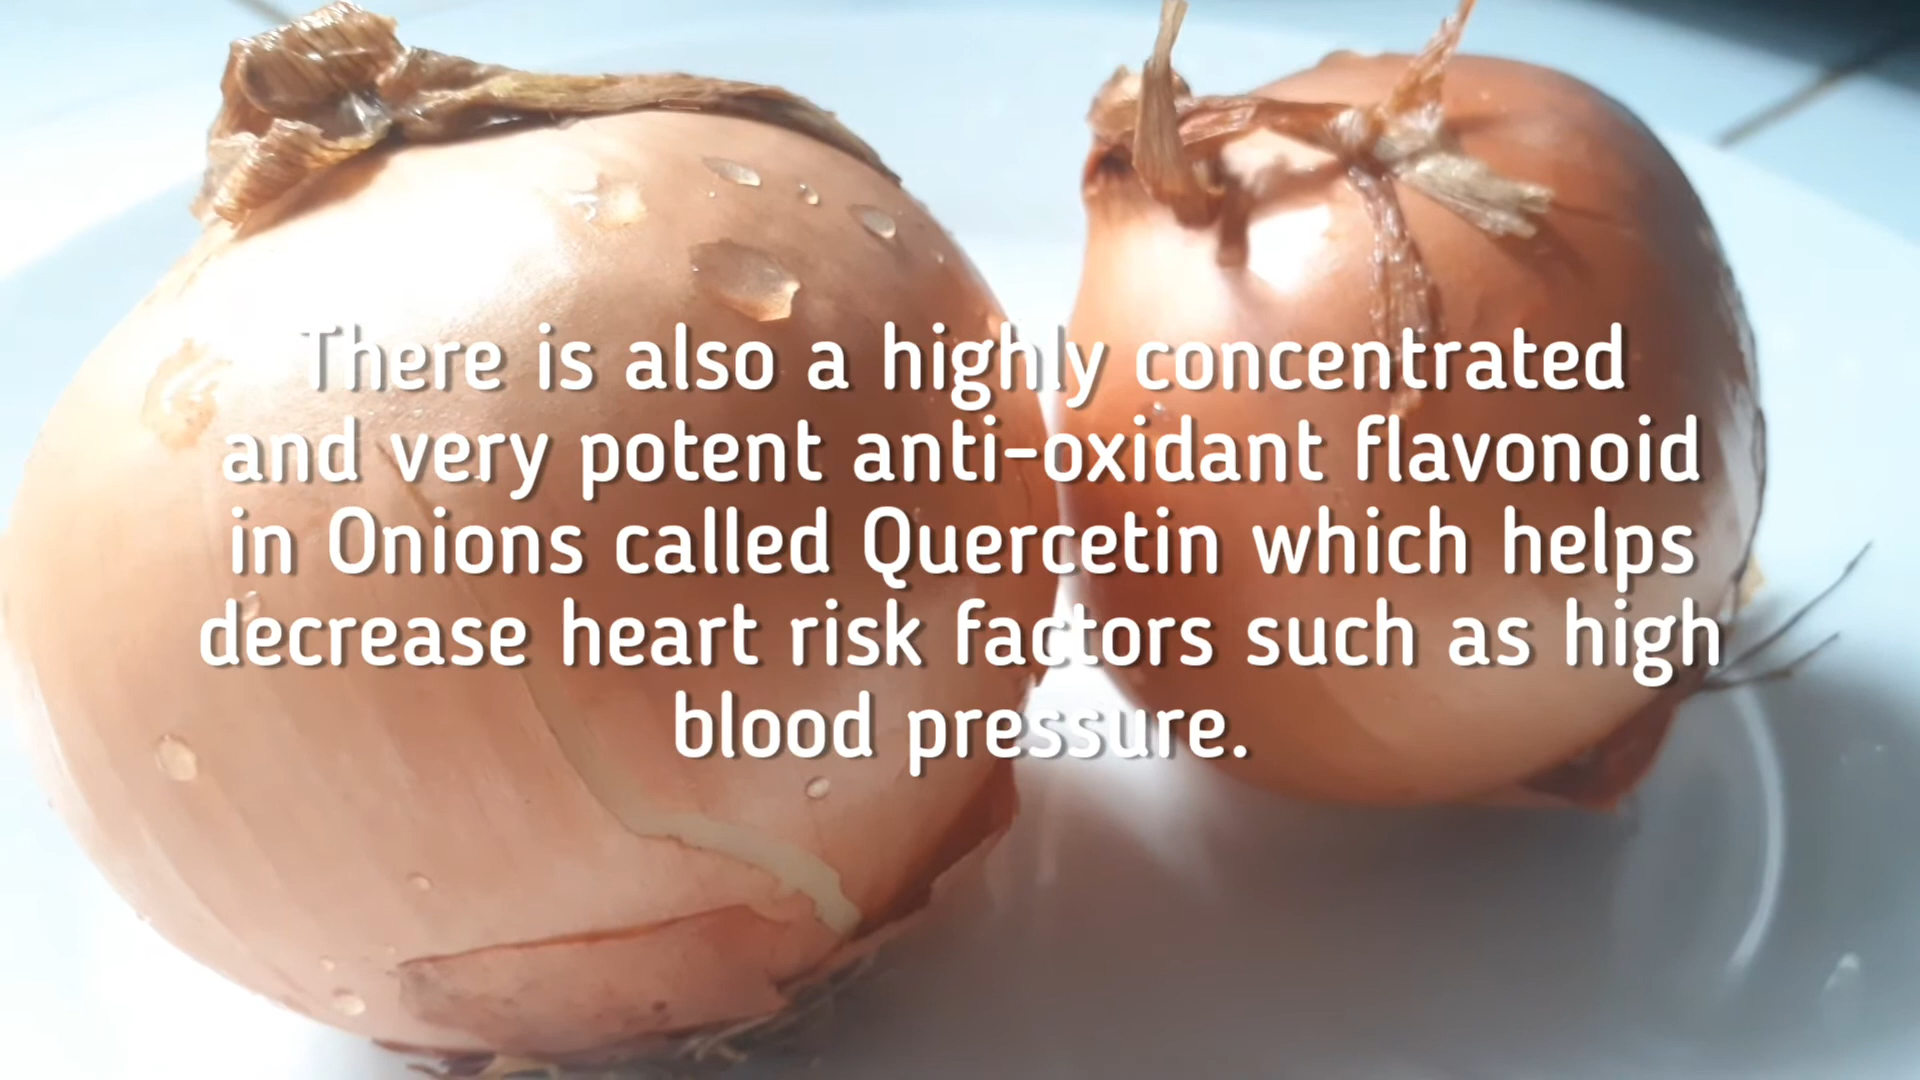 There is also a highly concentrated
and very potent anti-oxidant flavonoid
in Onions called Quercetin which helps
decrease heart risk factors such as high
blood pressure.